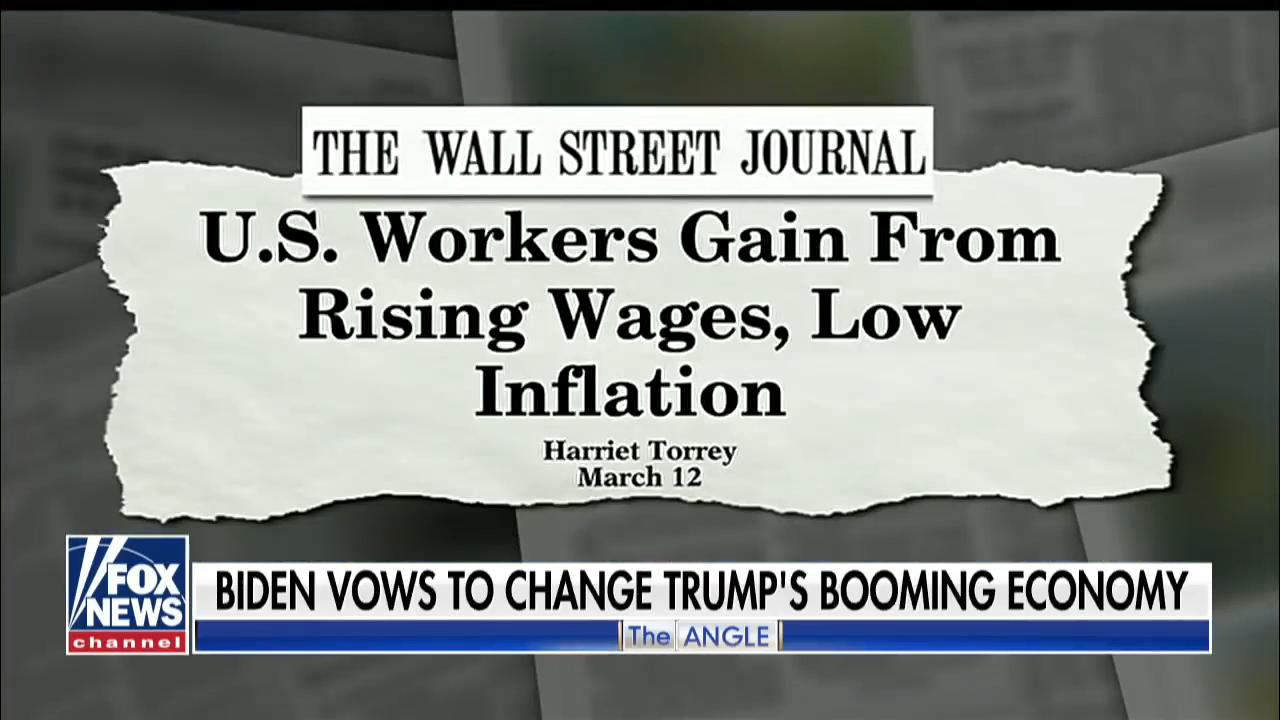 THE WALL STREET JOURNAL
U.S. Workers Gain From
Rising Wages, Low
Inflation
Harriet Torrey
March 12
FOX
NEWS
channel
BIDEN VOWS TO CHANGE TRUMP'S BOOMING ECONOMY
The ANGLE